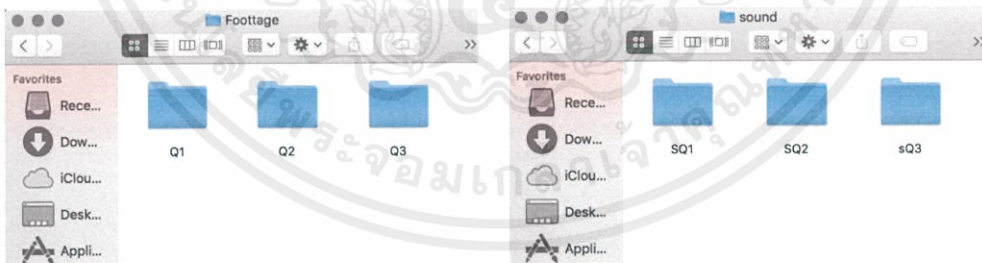 Foottage
Favorites
Rece...
Dow...
iClou...
Desk...
Appli...
Q1
Q2
Q3
sound
Favorites
Rece...
Dow...
iClou...
Desk...
Appli...
SQ1
SQ2
sQ3